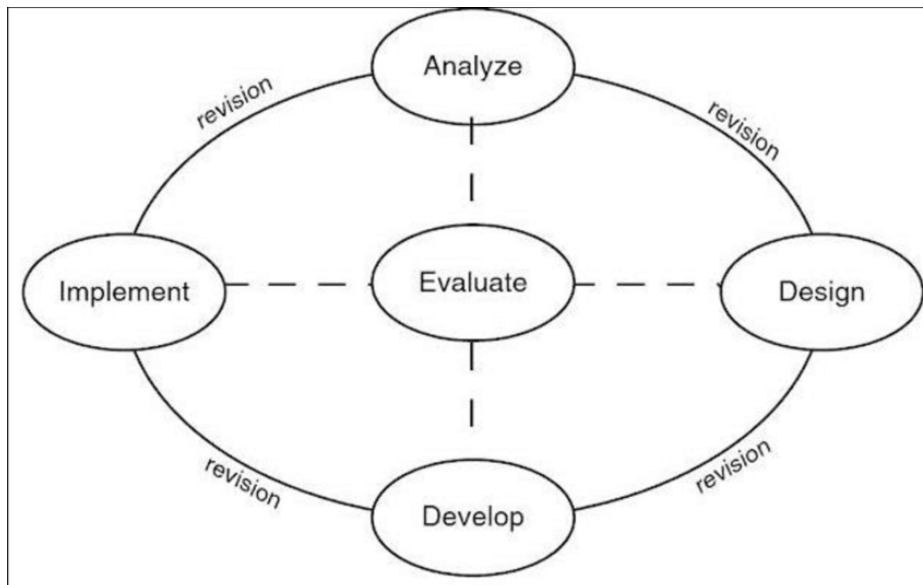 Analyze
revision
revision
Implement
Evaluate
Design
revision
revision
Develop